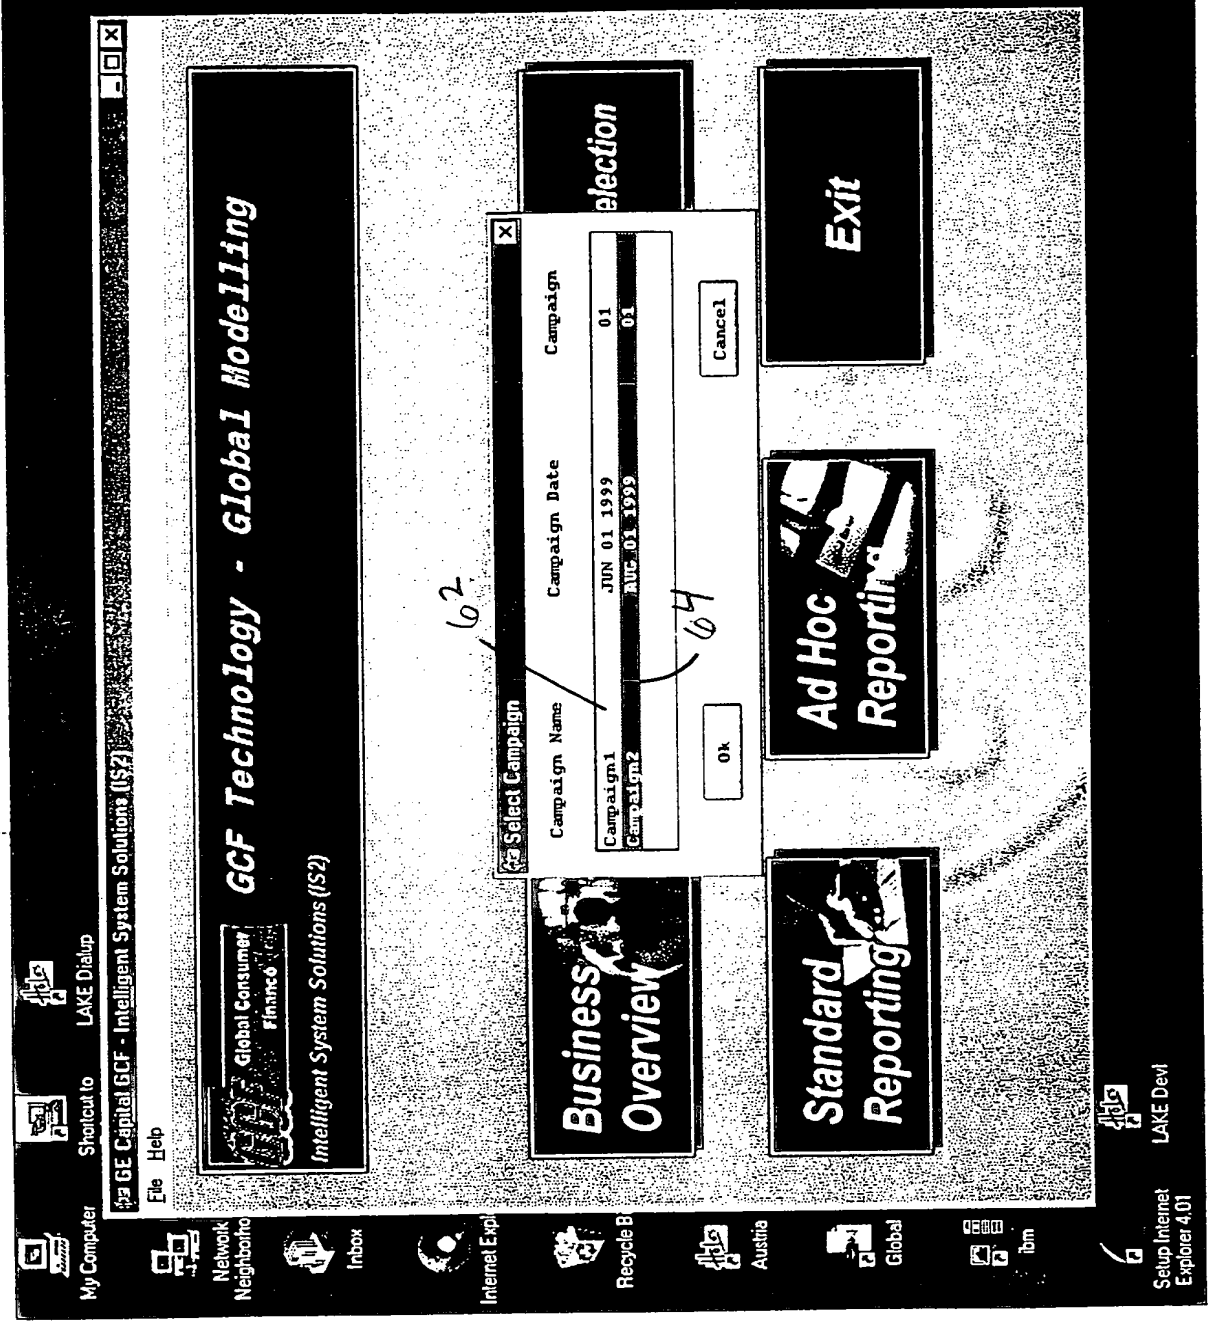 My Computer
Shortcut to
LAKE Dialup
GE Capital GCF - Intelligent System Solutions (IS2)
File Help
Network
Neighborho
Inbox
Internet Expl
Recycle B
Austria
Global
ibm
Setup Internet
Explorer 4.01
LAKE Devl
GCF
Global Consumer
Finance
GCF Technology - Global Modelling
Intelligent System Solutions (IS2)
62
Business
Overview
election
Select Campaign
Campaign Name Campaign Date Campaign
Campaign1 JUN 01 1999 01
Campaign2 AUG 01 1999 01
64
Ok Cancel
Standard
Reporting
Ad Hoc
Reporting
Exit